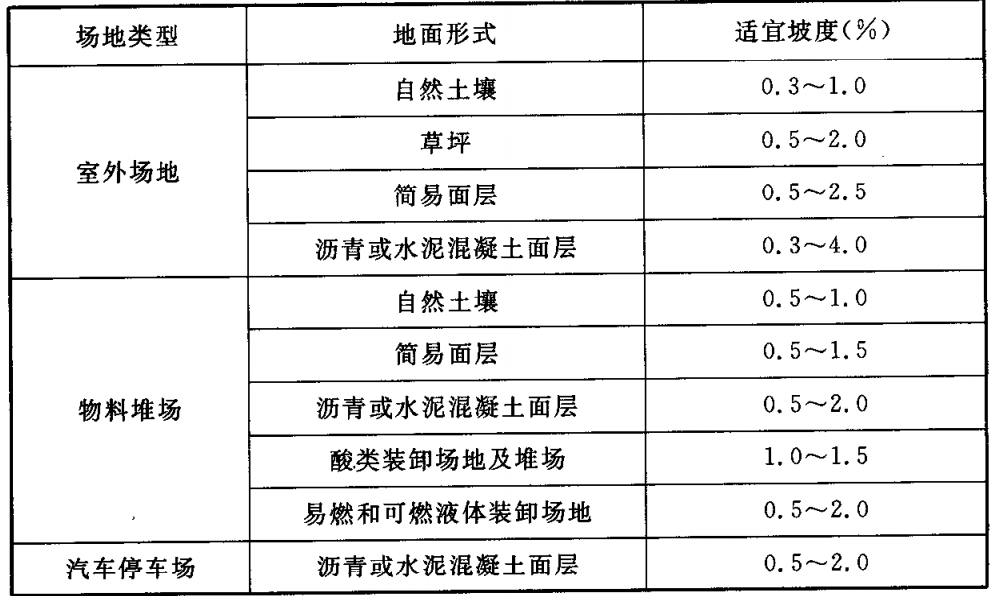 场地类型 地面形式 适宜坡度(%)
室外场地 自然土壤 0.3～1.0
草坪 0.5～2.0
简易面层 0.5～2.5
沥青或水泥混凝土面层 0.3～4.0
物料堆场 自然土壤 0.5～1.0
简易面层 0.5～1.5
沥青或水泥混凝土面层 0.5～2.0
酸类装卸场地及堆场 1.0～1.5
易燃和可燃液体装卸场地 0.5～2.0
汽车停车场 沥青或水泥混凝土面层 0.5～2.0